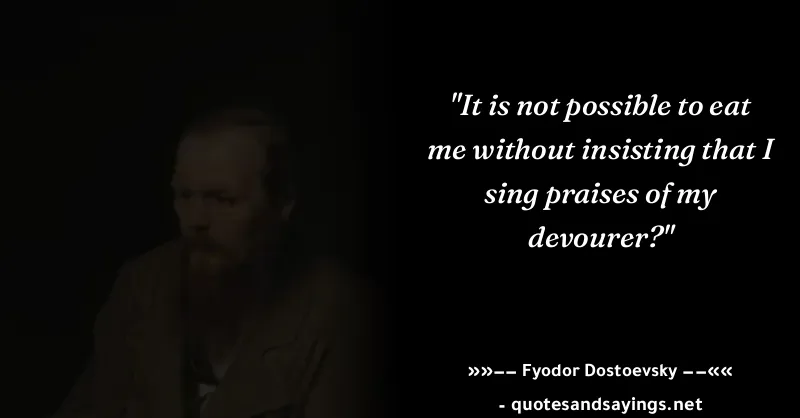 "It is not possible to eat
me without insisting that I
sing praises of my
devourer?"
»»–– Fyodor Dostoevsky ––««
- quotesandsayings.net